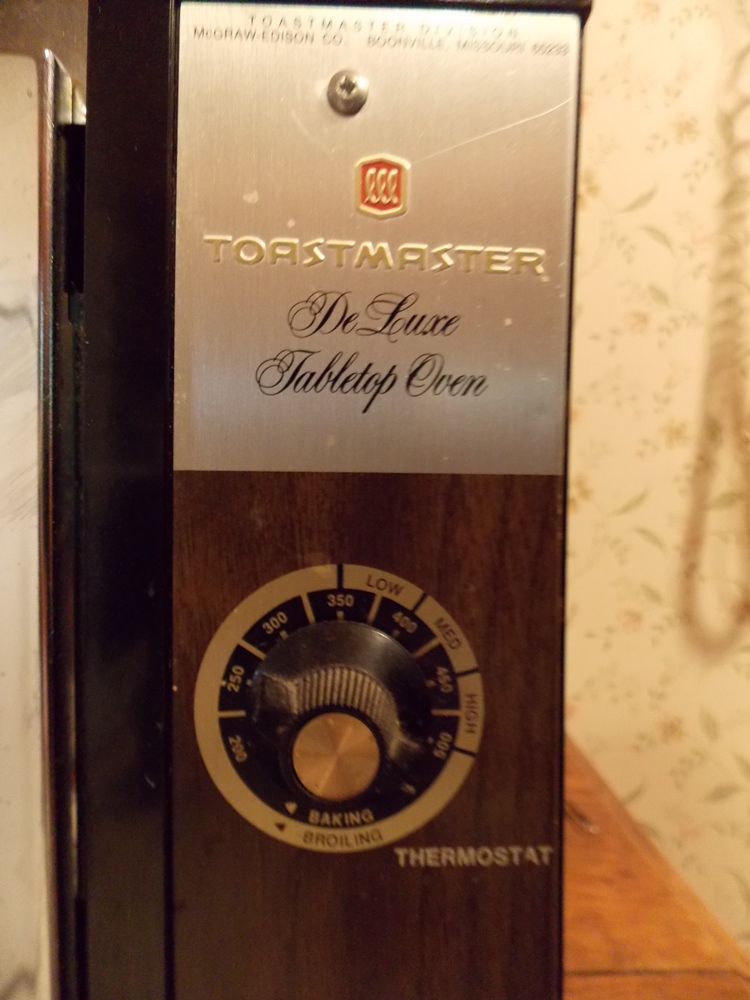 TOASTMASTER DIVISION
McGRAW-EDISON CO. BOONVILLE, MISSOURI 65233
TOASTMASTER
De Luxe
Tabletop Oven
LOW
MED
HIGH
200
250
300
350
400
450
500
BAKING
BROILING
THERMOSTAT